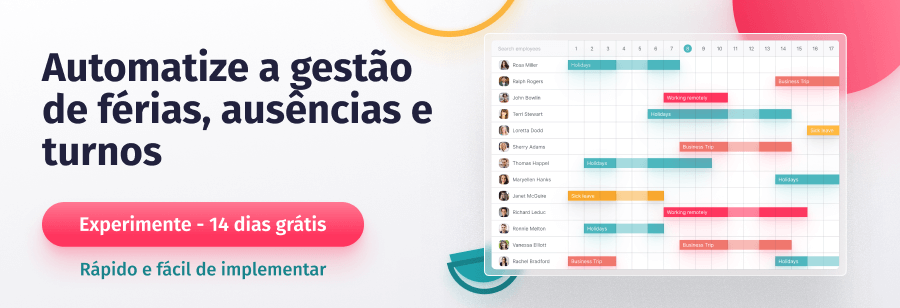 Automatize a gestão
de férias, ausências e
turnos
Experimente - 14 dias grátis
Rápido e fácil de implementar
Search employees 1 2 3 4 5 6 7 8 9 10 11 12 13 14 15 16 17
Ross Miller Holidays
Ralph Rogers Business Trip
John Bowlie Working remotely
Terri Stewart Holidays
Loretta Dodd Sick leave
Sherry Adams Business Trip
Thomas Happet Holidays
Maryellen Hanks Holidays
Janet McGeire Sick leave
Richard Leduc Working remotely
Ronnie Melton Holidays
Vanessa Elliott Business Trip
Rachel Bradford Business Trip Holidays